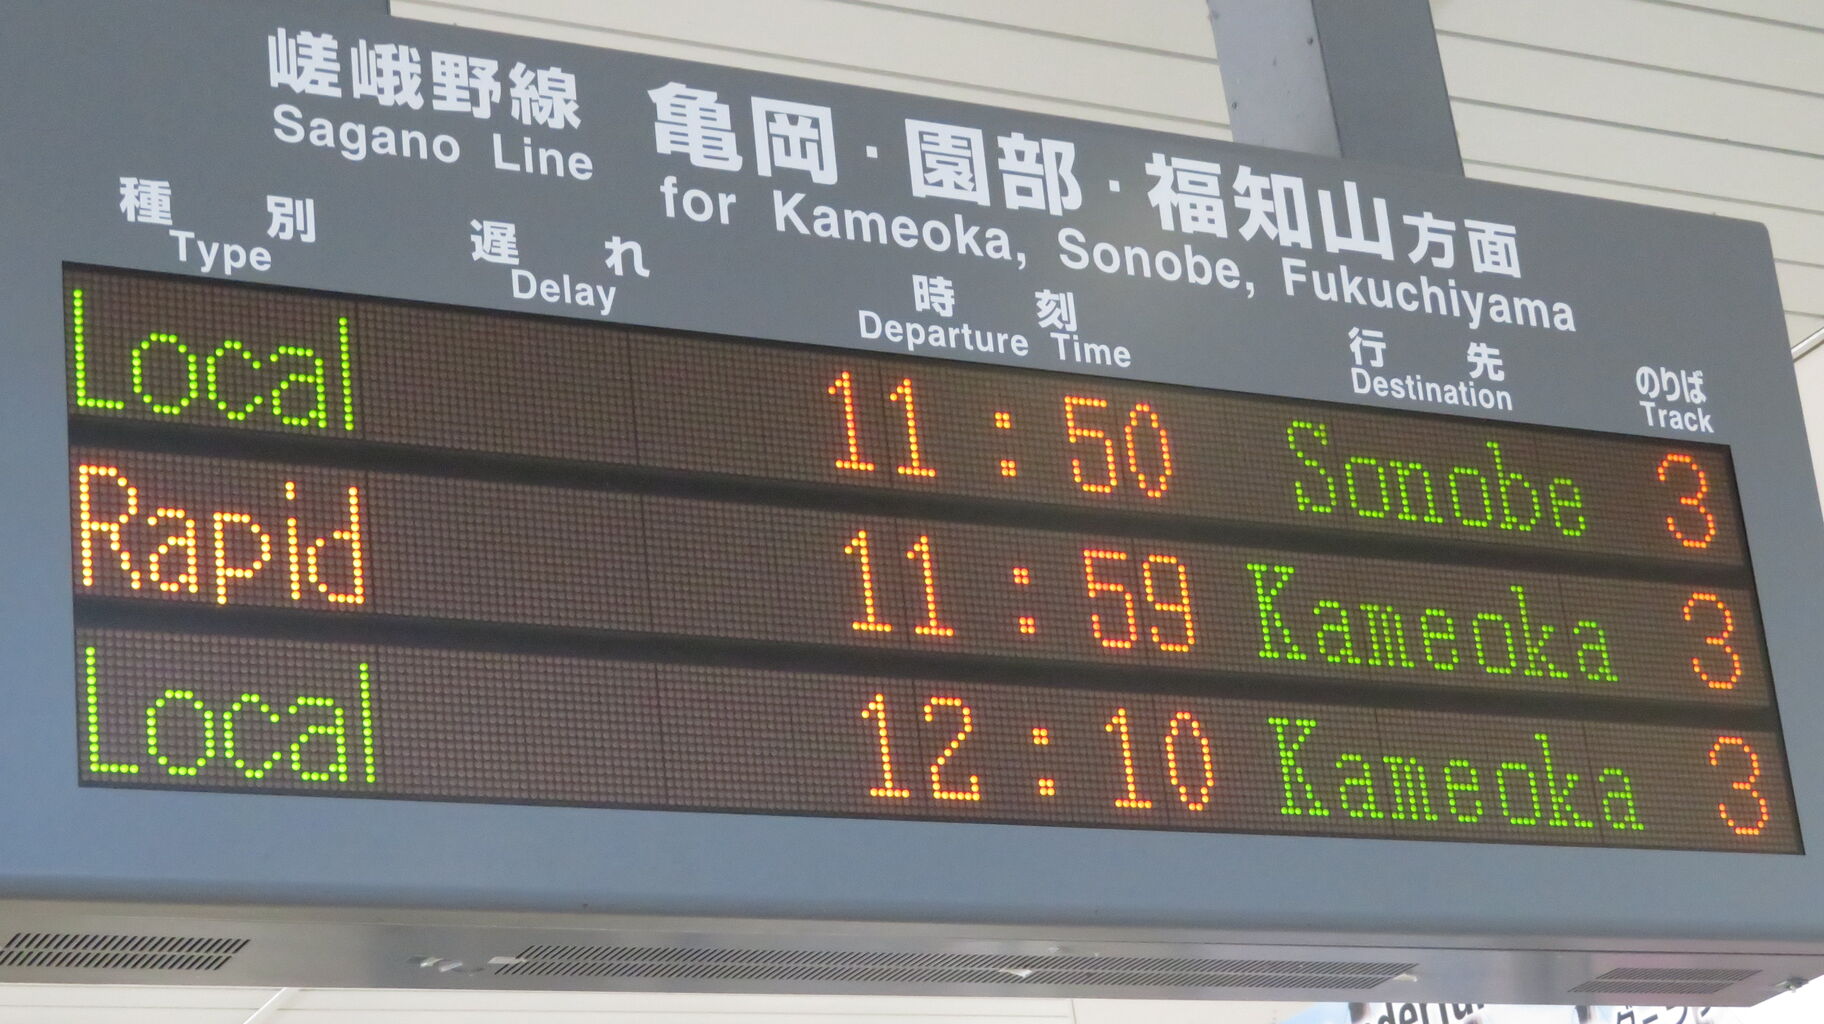 嵯峨野線 亀岡・園部・福知山方面
Sagano Line for Kameoka, Sonobe, Fukuchiyama
種別 遅れ 時刻 行先 のりば
Type Delay Departure Time Destination Track
Local 11:50 Sonobe 3
Rapid 11:59 Kameoka 3
Local 12:10 Kameoka 3